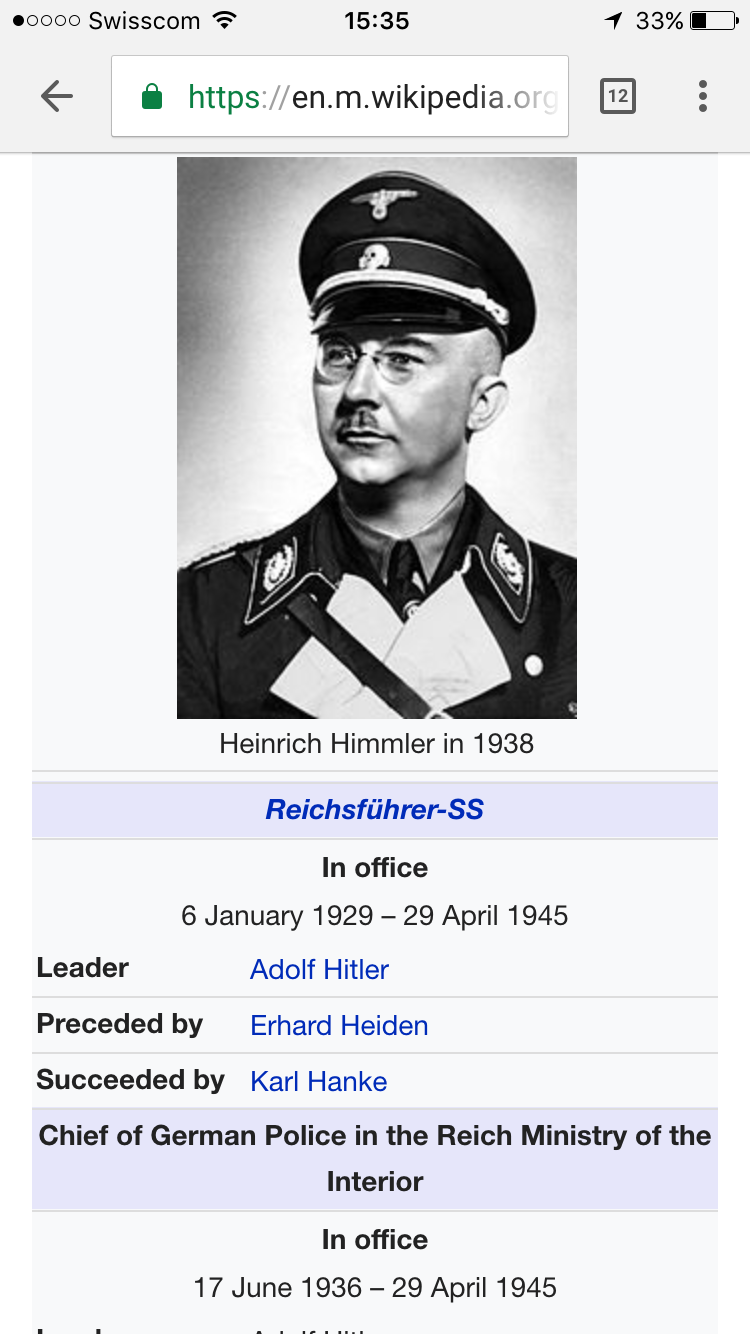 Swisscom 15:35 33%
https://en.m.wikipedia.org
12
Heinrich Himmler in 1938
Reichsführer-SS
In office
6 January 1929 – 29 April 1945
Leader Adolf Hitler
Preceded by Erhard Heiden
Succeeded by Karl Hanke
Chief of German Police in the Reich Ministry of the
Interior
In office
17 June 1936 – 29 April 1945